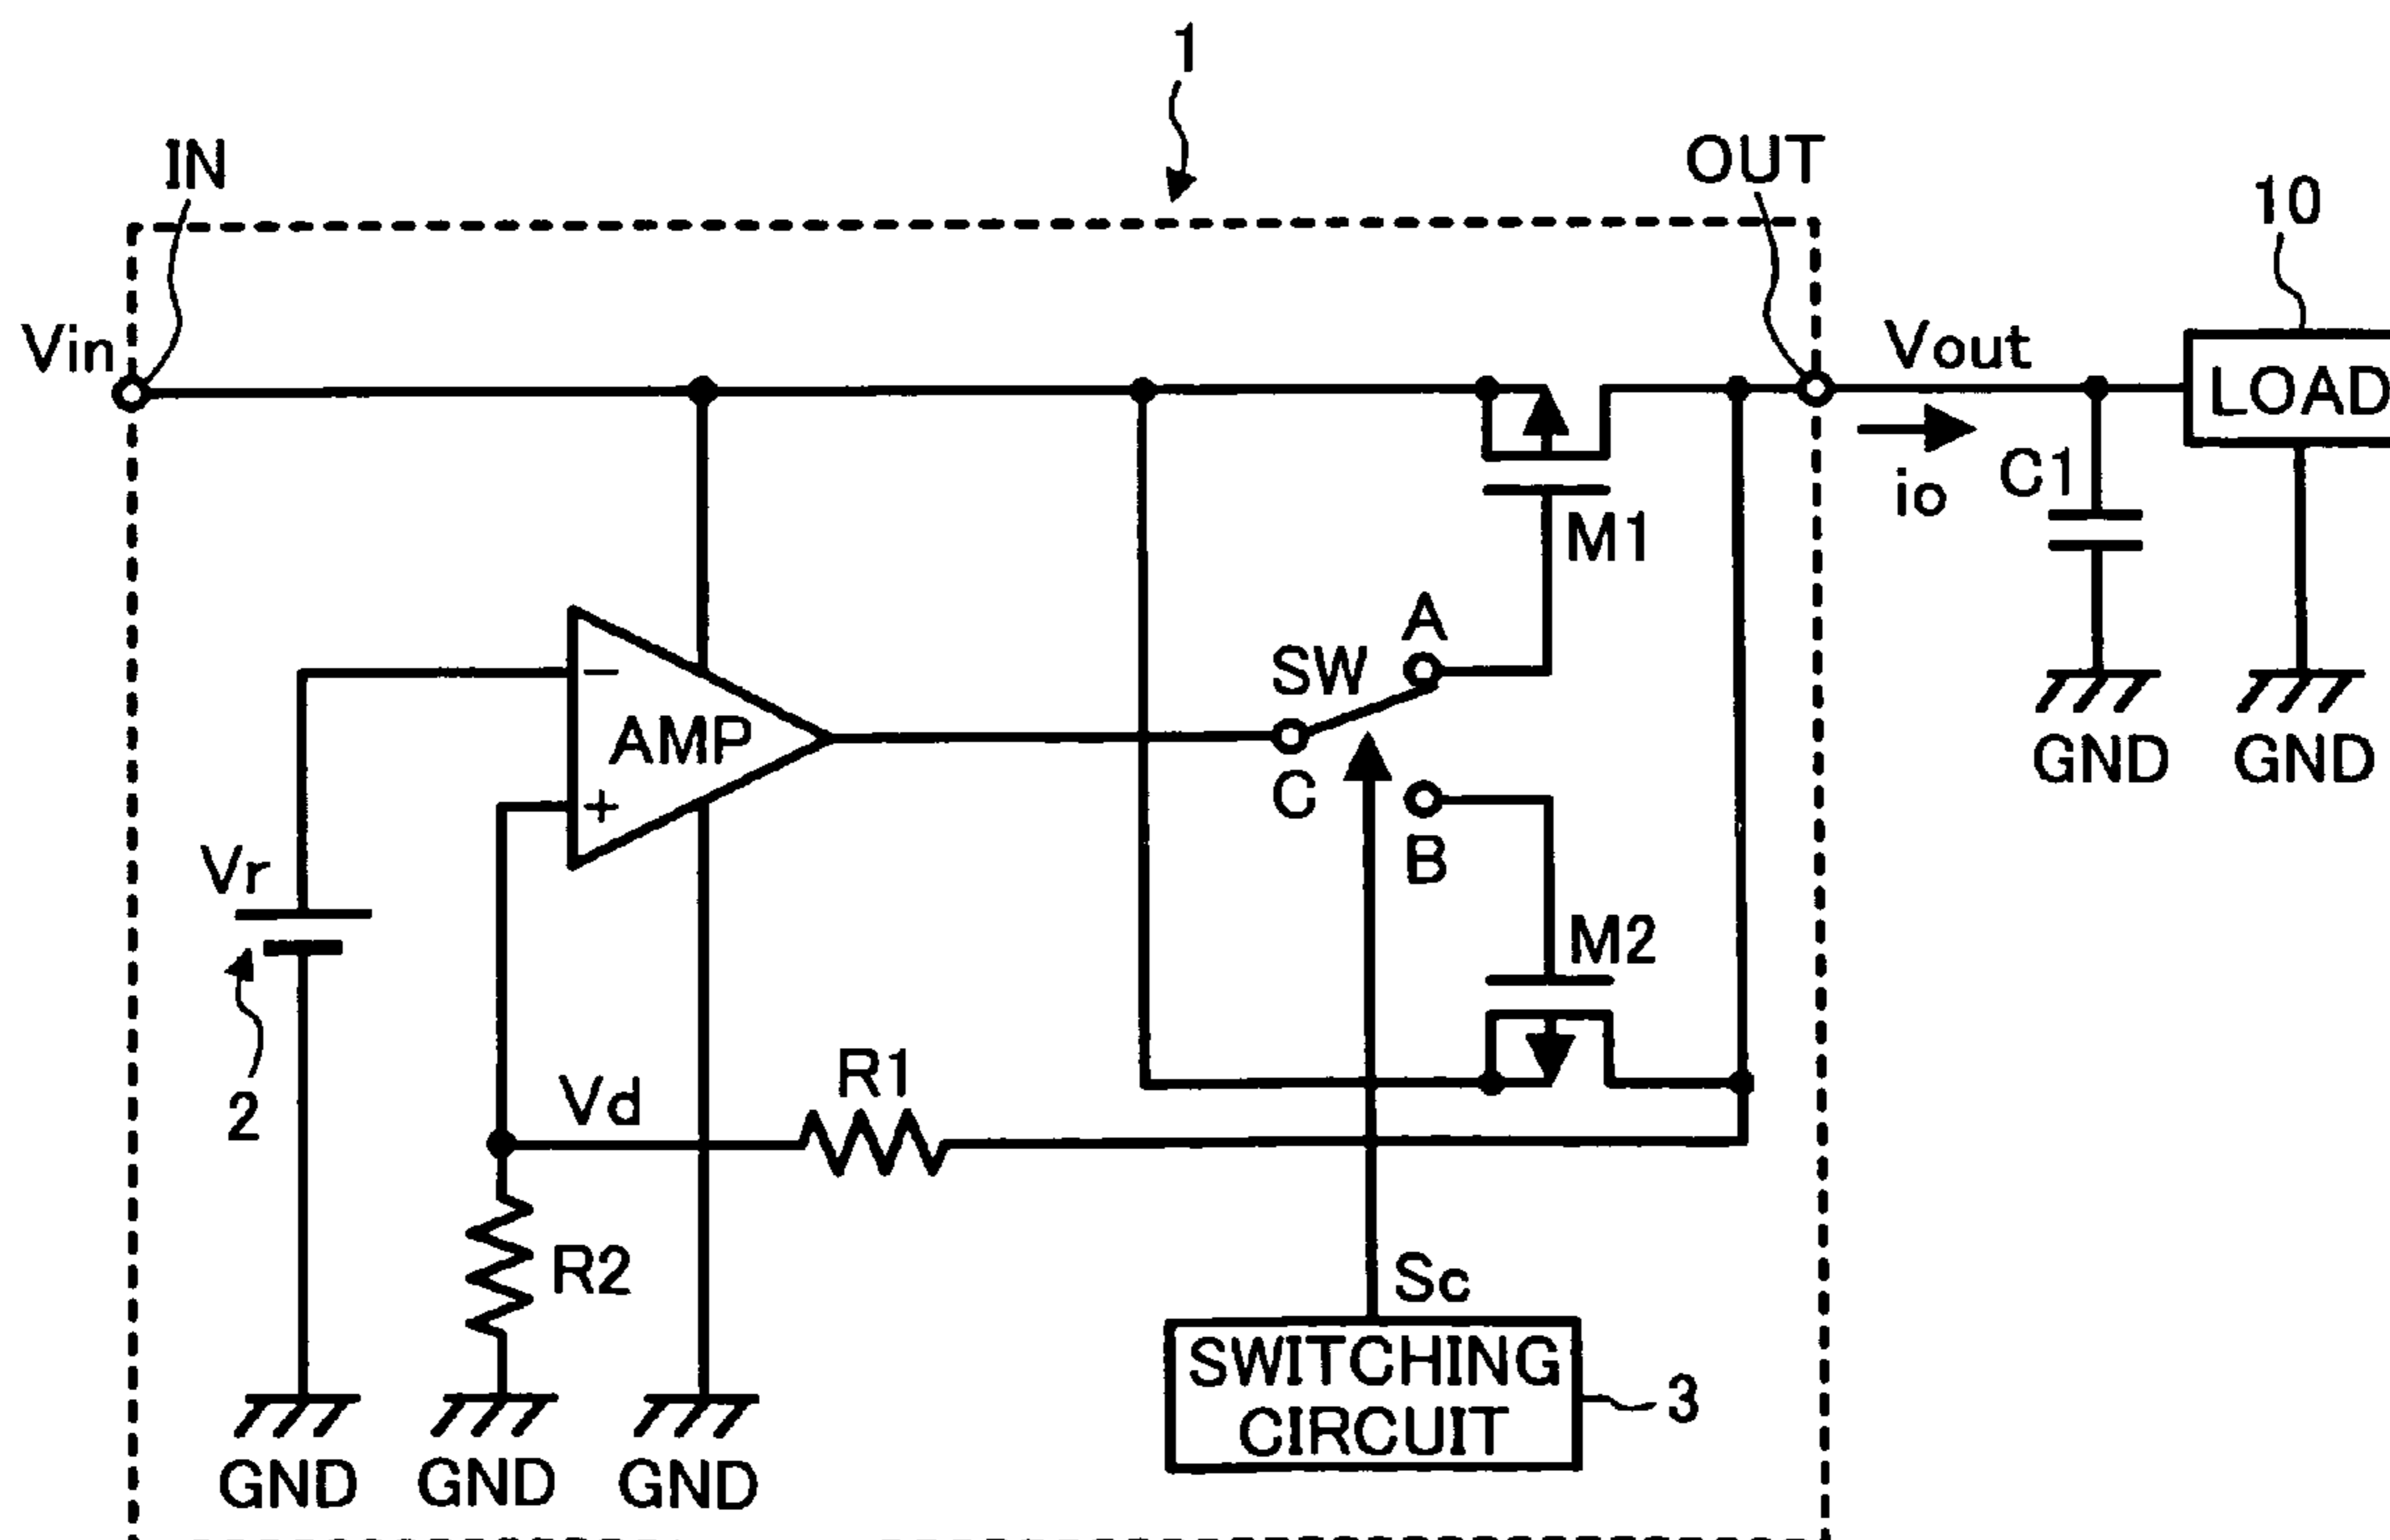 1
IN
OUT
10
Vin
Vout
LOAD
io
C1
M1
A
SW
−
AMP
+
C
B
GND
GND
Vr
M2
2
Vd
R1
R2
Sc
SWITCHING
CIRCUIT
3
GND
GND
GND